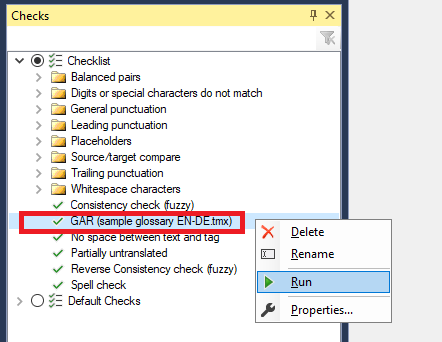 Checks
Checklist
Balanced pairs
Digits or special characters do not match
General punctuation
Leading punctuation
Placeholders
Source/target compare
Trailing punctuation
Whitespace characters
Consistency check (fuzzy)
GAR (sample glossary EN-DE.tmx)
No space between text and tag
Partially untranslated
Reverse Consistency check (fuzzy)
Spell check
Default Checks
Delete
Rename
Run
Properties...